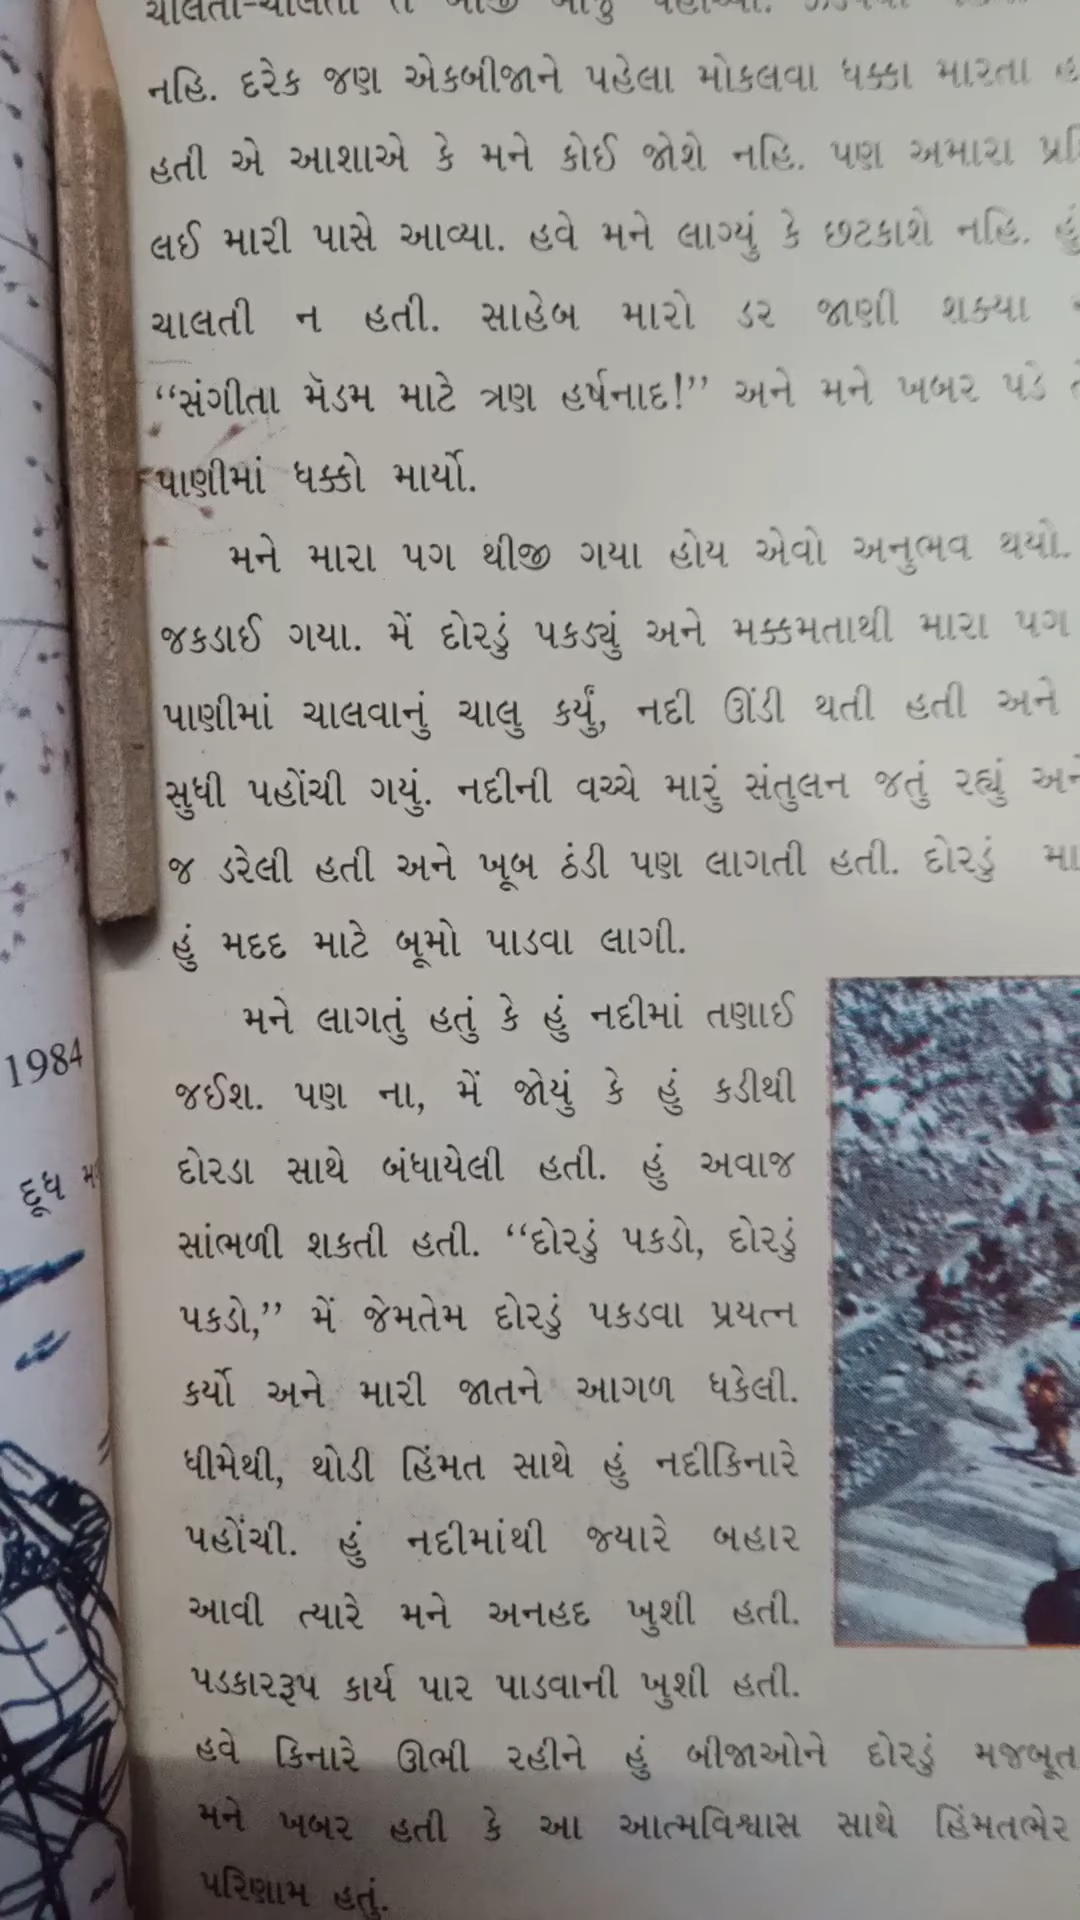 નહિ. દરેક જણ એકબીજાને પહેલા મોકલવા ધક્કા મારતા
હતી એ આશાએ કે મને કોઈ જોશે નહિ. પણ અમારા
લઈ મારી પાસે આવ્યા. હવે મને લાગ્યું કે છટકાશે નહિ. હું
ચાલતી ન હતી. સાહેબ મારો ડર જાણી શક્યા
“સંગીતા મૅડમ માટે ત્રણ હર્ષનાદ!” અને મને ખબર પડે
પાણીમાં ધક્કો માર્યો.
મને મારા પગ થીજી ગયા હોય એવો અનુભવ થયો.
જકડાઈ ગયા. મેં દોરડું પકડ્યું અને મક્કમતાથી મારા પગ
પાણીમાં ચાલવાનું ચાલુ કર્યું, નદી ઊંડી થતી હતી અને
સુધી પહોંચી ગયું. નદીની વચ્ચે મારું સંતુલન જતું રહ્યું
જ ડરેલી હતી અને ખૂબ ઠંડી પણ લાગતી હતી. દોરડું
હું મદદ માટે બૂમો પાડવા લાગી.
મને લાગતું હતું કે હું નદીમાં તણાઈ
જઈશ. પણ ના, મેં જોયું કે હું કડીથી
દોરડા સાથે બંધાયેલી હતી. હું અવાજ
સાંભળી શકતી હતી. “દોરડું પકડો, દોરડું
પકડો,” મેં જેમતેમ દોરડું પકડવા પ્રયત્ન
કર્યો અને મારી જાતને આગળ ધકેલી.
ધીમેથી, થોડી હિંમત સાથે હું નદીકિનારે
પહોંચી. હું નદીમાંથી જ્યારે બહાર
આવી ત્યારે મને અનહદ ખુશી હતી.
પડકારરૂપ કાર્ય પાર પાડવાની ખુશી હતી.
હવે કિનારે ઊભી રહીને હું બીજાઓને દોરડું મજબૂત
મને ખબર હતી કે આ આત્મવિશ્વાસ સાથે હિંમતભેર
પરિણામ હતું.
1984
દૂધ